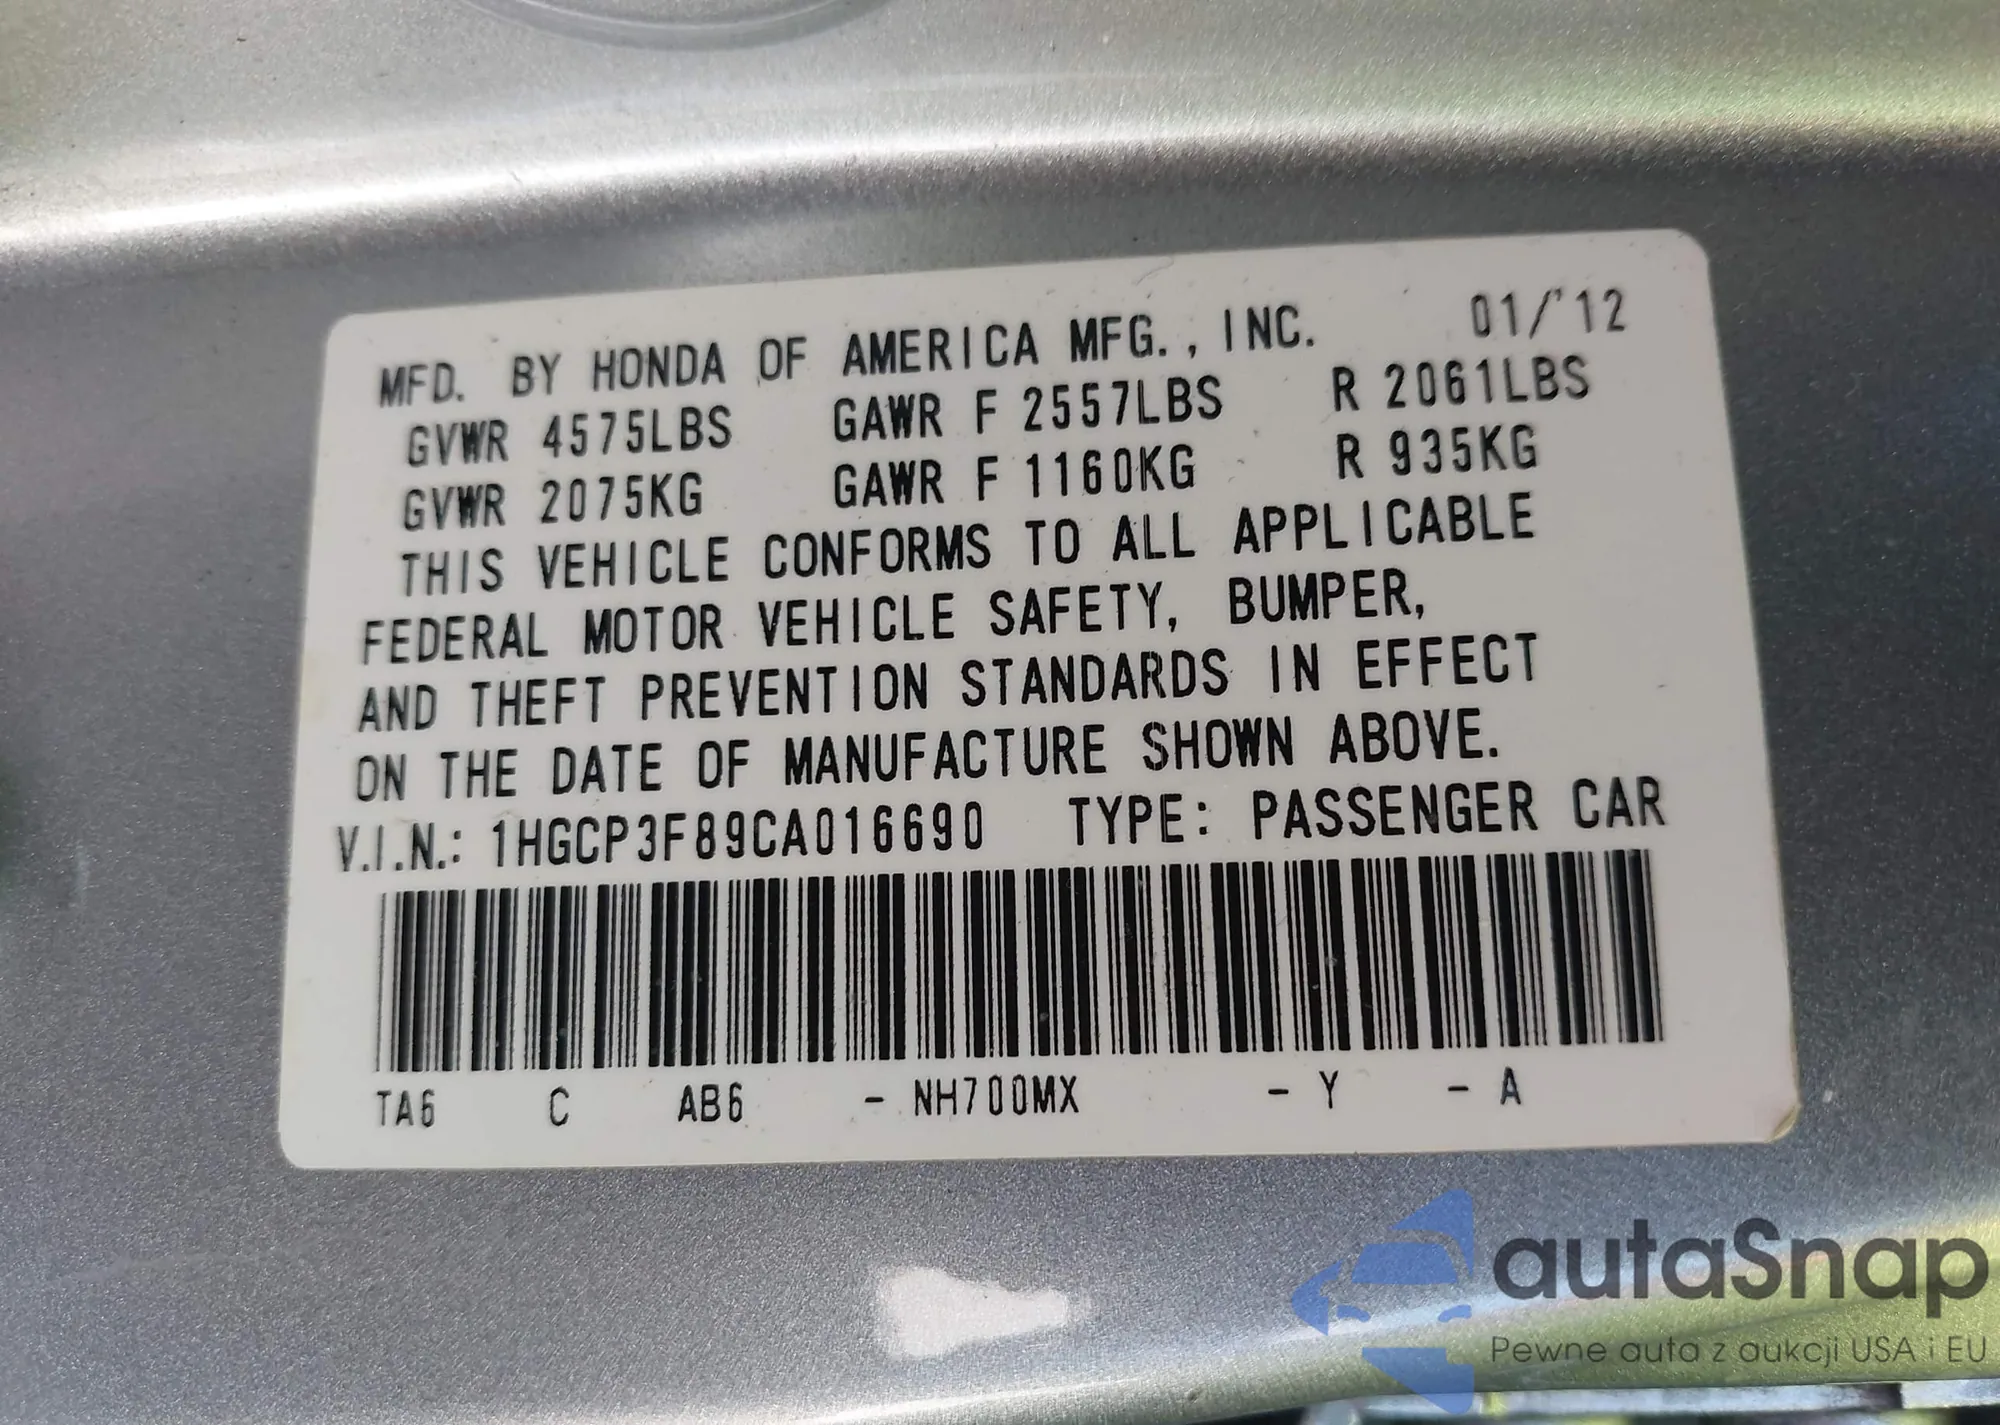 MFD. BY HONDA OF AMERICA MFG., INC. 01/'12
GVWR 4575LBS GAWR F 2557LBS R 2061LBS
GVWR 2075KG GAWR F 1160KG R 935KG
THIS VEHICLE CONFORMS TO ALL APPLICABLE
FEDERAL MOTOR VEHICLE SAFETY, BUMPER,
AND THEFT PREVENTION STANDARDS IN EFFECT
ON THE DATE OF MANUFACTURE SHOWN ABOVE.
V.I.N.: 1HGCP3F89CA016690 TYPE: PASSENGER CAR
TA6 C AB6 - NH700MX - Y - A
autaSnap
Pewne auta z aukcji USA i EU